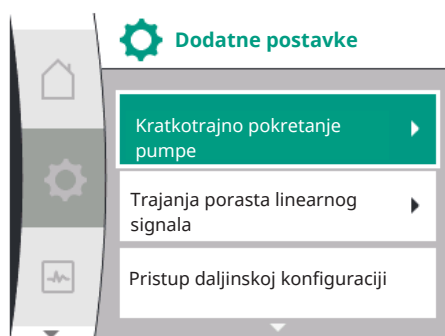 Dodatne postavke
Kratkotrajno pokretanje
pumpe
Trajanja porasta linearnog
signala
Pristup daljinskoj konfiguraciji